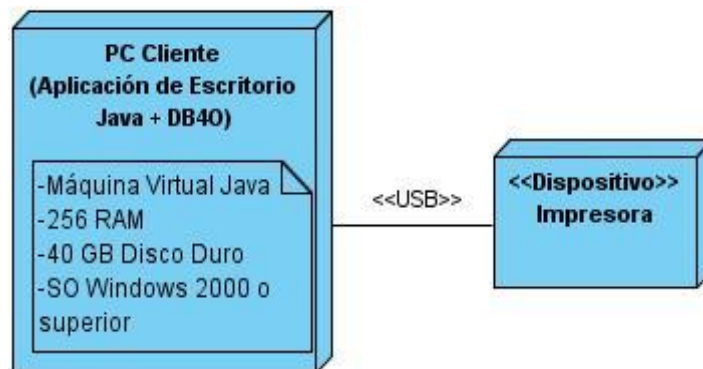 PC Cliente
(Aplicación de Escritorio
Java + DB4O)
-Máquina Virtual Java
-256 RAM
-40 GB Disco Duro
-SO Windows 2000 o
superior
<<USB>>
<<Dispositivo>>
Impresora